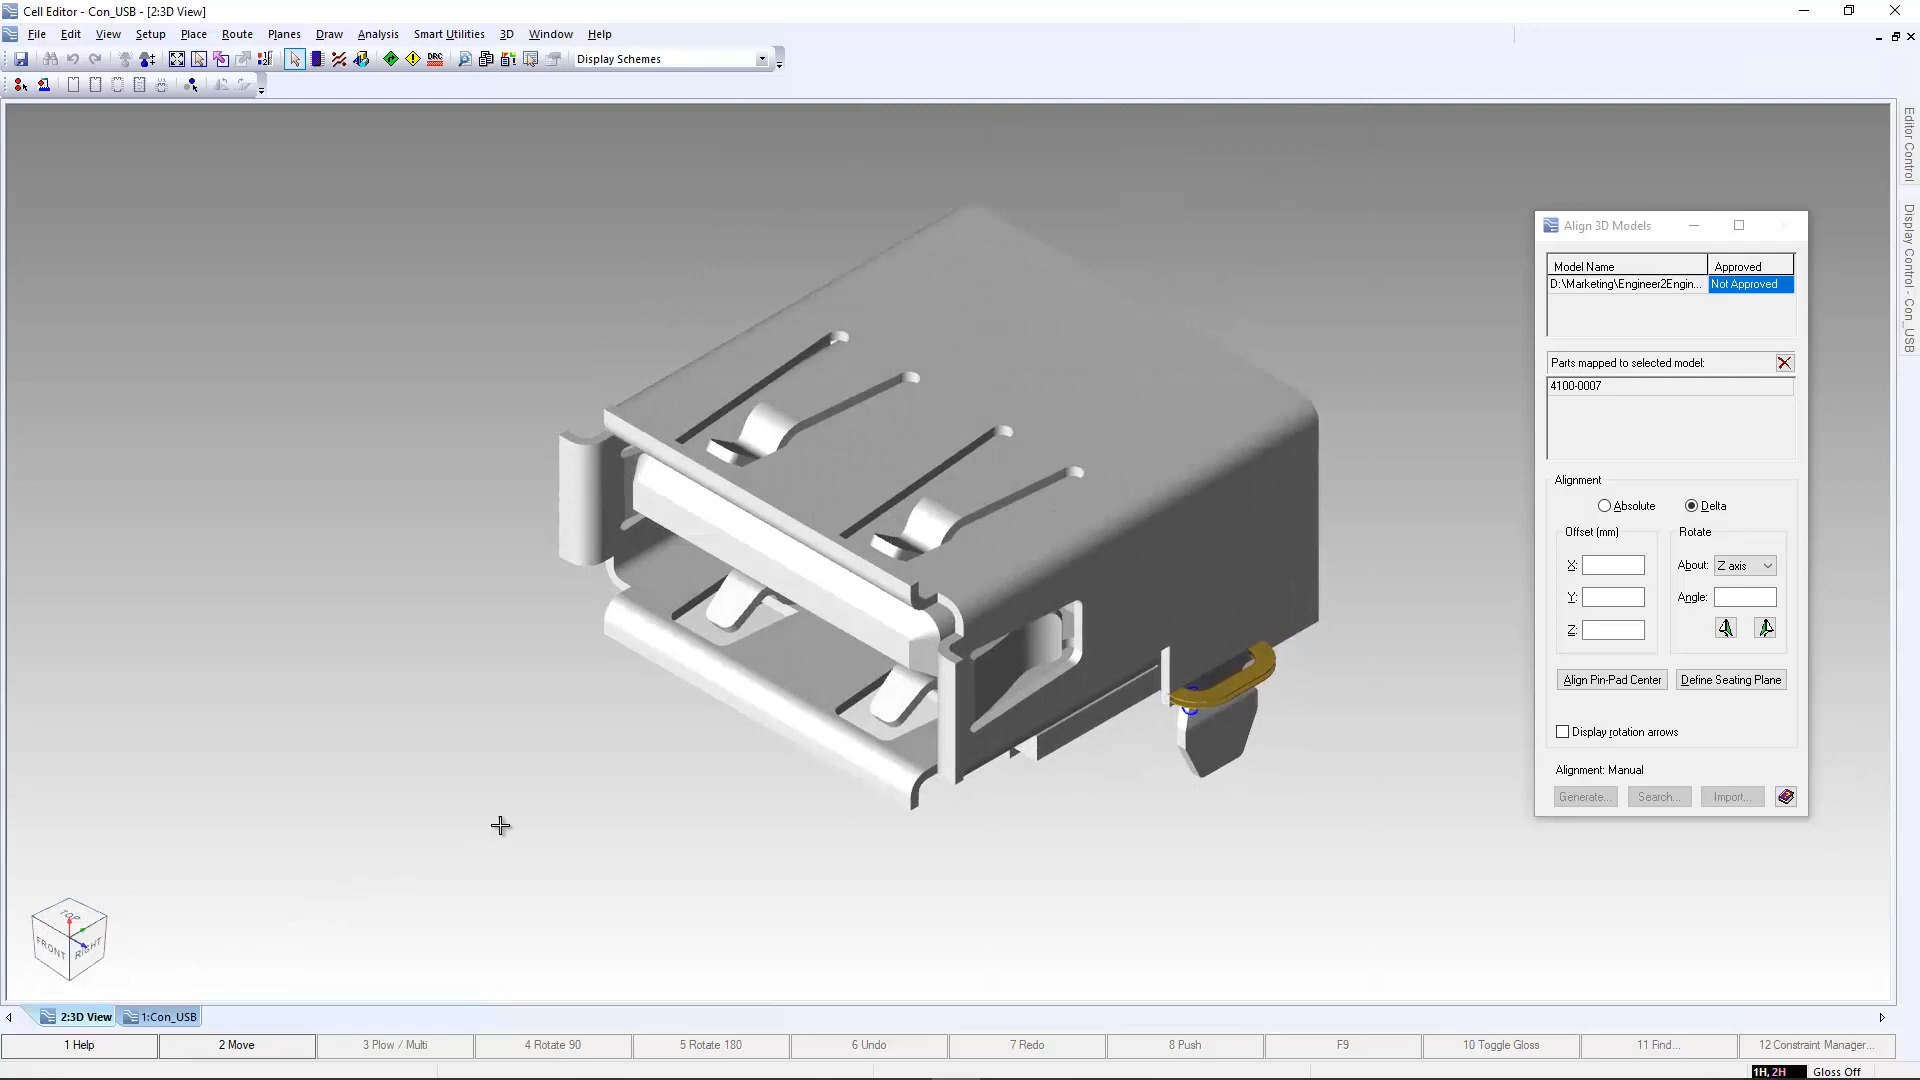 Cell Editor - Con_USB - [2:3D View]
File Edit View Setup Place Route Planes Draw Analysis Smart Utilities 3D Window Help
DRC
Display Schemes
Editor Control
Display Control - Con_USB
Align 3D Models
Model Name Approved
D:\Marketing\Engineer2Engin... Not Approved
Parts mapped to selected model:
4100-0007
Alignment
Absolute Delta
Offset (mm) Rotate
X: About: Z axis
Y: Angle:
Z:
Align Pin-Pad Center Define Seating Plane
Display rotation arrows
Alignment: Manual
Generate... Search... Import...
TOP
FRONT RIGHT
2:3D View 1:Con_USB
1 Help 2 Move 3 Plow / Multi 4 Rotate 90 5 Rotate 180 6 Undo 7 Redo 8 Push F9 10 Toggle Gloss 11 Find... 12 Constraint Manager...
1H, 2H Gloss Off